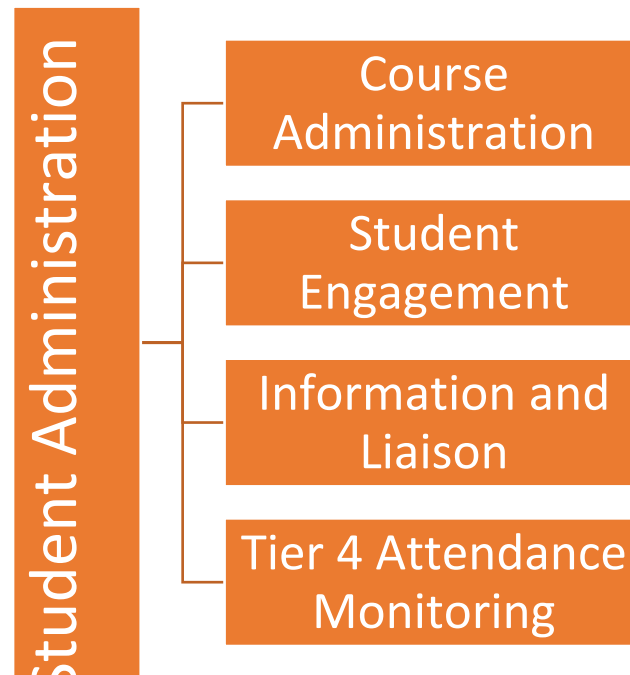 Student Administration
Course
Administration
Student
Engagement
Information and
Liaison
Tier 4 Attendance
Monitoring